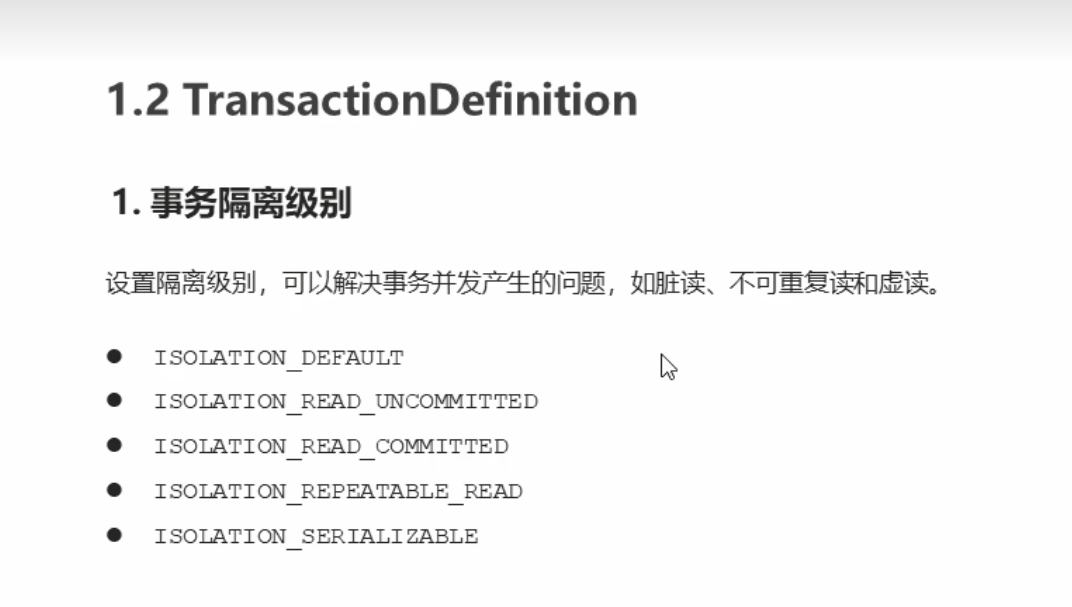 1.2 TransactionDefinition
1. 事务隔离级别
设置隔离级别，可以解决事务并发产生的问题，如脏读、不可重复读和虚读。
● ISOLATION_DEFAULT
● ISOLATION_READ_UNCOMMITTED
● ISOLATION_READ_COMMITTED
● ISOLATION_REPEATABLE_READ
● ISOLATION_SERIALIZABLE